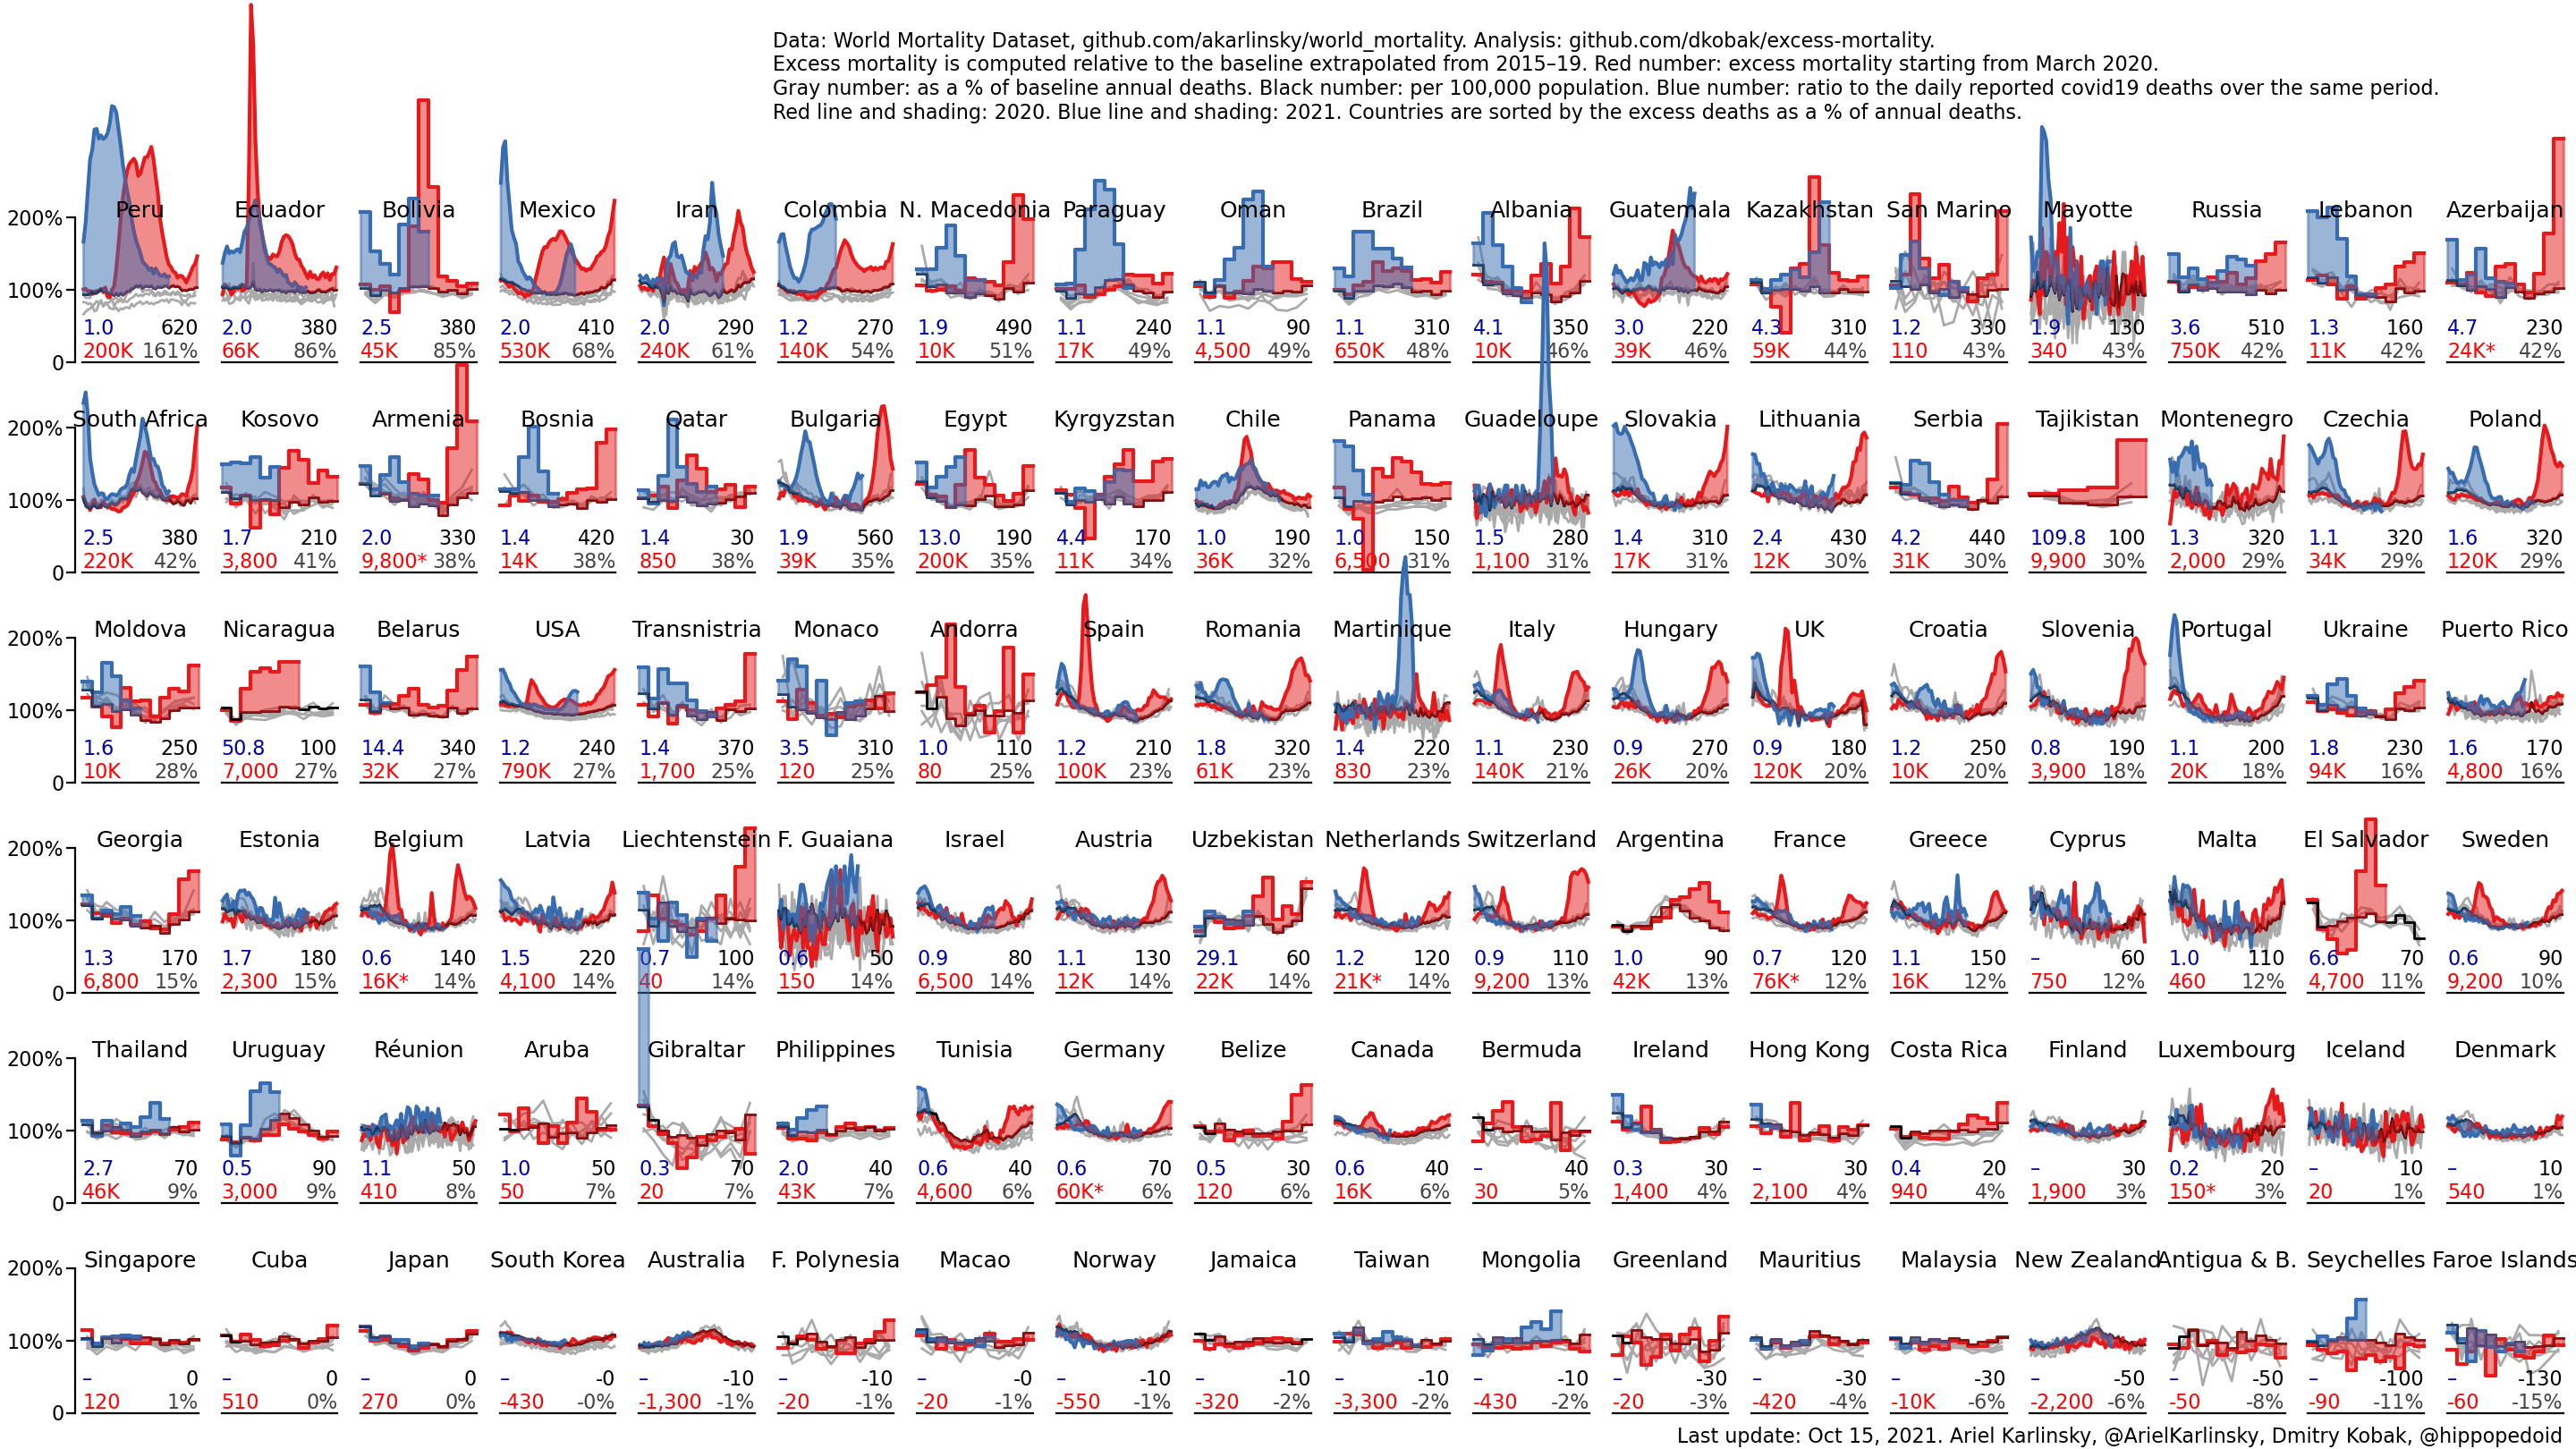 Data: World Mortality Dataset, github.com/akarlinsky/world_mortality. Analysis: github.com/dkobak/excess-mortality.
Excess mortality is computed relative to the baseline extrapolated from 2015–19. Red number: excess mortality starting from March 2020.
Gray number: as a % of baseline annual deaths. Black number: per 100,000 population. Blue number: ratio to the daily reported covid19 deaths over the same period.
Red line and shading: 2020. Blue line and shading: 2021. Countries are sorted by the excess deaths as a % of annual deaths.
200% Peru Ecuador Bolivia Mexico Iran Colombia N. Macedonia Paraguay Oman Brazil Albania Guatemala Kazakhstan San Marino Mayotte Russia Lebanon Azerbaijan
100%
1.0 620 2.0 380 2.5 380 2.0 410 2.0 290 1.2 270 1.9 490 1.1 240 1.1 90 1.1 310 4.1 350 3.0 220 4.3 310 1.2 330 1.9 130 3.6 510 1.3 160 4.7 230
200K 161% 66K 86% 45K 85% 530K 68% 240K 61% 140K 54% 10K 51% 17K 49% 4,500 49% 650K 48% 10K 46% 39K 46% 59K 44% 110 43% 340 43% 750K 42% 11K 42% 24K* 42%
0
200% South Africa Kosovo Armenia Bosnia Qatar Bulgaria Egypt Kyrgyzstan Chile Panama Guadeloupe Slovakia Lithuania Serbia Tajikistan Montenegro Czechia Poland
100%
2.5 380 1.7 210 2.0 330 1.4 420 1.4 30 1.9 560 13.0 190 4.4 170 1.0 190 1.0 150 1.5 280 1.4 310 2.4 430 4.2 440 109.8 100 1.3 320 1.1 320 1.6 320
220K 42% 3,800 41% 9,800* 38% 14K 38% 850 38% 39K 35% 200K 35% 11K 34% 36K 32% 6,500 31% 1,100 31% 17K 31% 12K 30% 31K 30% 9,900 30% 2,000 29% 34K 29% 120K 29%
0
200% Moldova Nicaragua Belarus USA Transnistria Monaco Andorra Spain Romania Martinique Italy Hungary UK Croatia Slovenia Portugal Ukraine Puerto Rico
100%
1.6 250 50.8 100 14.4 340 1.2 240 1.4 370 3.5 310 1.0 110 1.2 210 1.8 320 1.4 220 1.1 230 0.9 270 0.9 180 1.2 250 0.8 190 1.1 200 1.8 230 1.6 170
10K 28% 7,000 27% 32K 27% 790K 27% 1,700 25% 120 25% 80 25% 100K 23% 61K 23% 830 23% 140K 21% 26K 20% 120K 20% 10K 20% 3,900 18% 20K 18% 94K 16% 4,800 16%
0
200% Georgia Estonia Belgium Latvia Liechtenstein F. Guaiana Israel Austria Uzbekistan Netherlands Switzerland Argentina France Greece Cyprus Malta El Salvador Sweden
100%
1.3 170 1.7 180 0.6 140 1.5 220 0.7 100 0.6 50 0.9 80 1.1 130 29.1 60 1.2 120 0.9 110 1.0 90 0.7 120 1.1 150 – 60 1.0 110 6.6 70 0.6 90
6,800 15% 2,300 15% 16K* 14% 4,100 14% 40 14% 150 14% 6,500 14% 12K 14% 22K 14% 21K* 14% 9,200 13% 42K 13% 76K* 12% 16K 12% 750 12% 460 12% 4,700 11% 9,200 10%
0
200% Thailand Uruguay Réunion Aruba Gibraltar Philippines Tunisia Germany Belize Canada Bermuda Ireland Hong Kong Costa Rica Finland Luxembourg Iceland Denmark
100%
2.7 70 0.5 90 1.1 50 1.0 50 0.3 70 2.0 40 0.6 40 0.6 70 0.5 30 0.6 40 – 40 0.3 30 – 30 0.4 20 – 30 0.2 20 – 10 – 10
46K 9% 3,000 9% 410 8% 50 7% 20 7% 43K 7% 4,600 6% 60K* 6% 120 6% 16K 6% 30 5% 1,400 4% 2,100 4% 940 4% 1,900 3% 150* 3% 20 1% 540 1%
0
200% Singapore Cuba Japan South Korea Australia F. Polynesia Macao Norway Jamaica Taiwan Mongolia Greenland Mauritius Malaysia New Zealand Antigua & B. Seychelles Faroe Islands
100%
– 0 – 0 – 0 – -0 – -10 – -10 – -0 – -10 – -10 – -10 – -10 – -30 – -30 – -30 – -50 – -50 – -100 – -130
120 1% 510 0% 270 0% -430 -0% -1,300 -1% -20 -1% -20 -1% -550 -1% -320 -2% -3,300 -2% -430 -2% -20 -3% -420 -4% -10K -6% -2,200 -6% -50 -8% -90 -11% -60 -15%
0
Last update: Oct 15, 2021. Ariel Karlinsky, @ArielKarlinsky, Dmitry Kobak, @hippopedoid